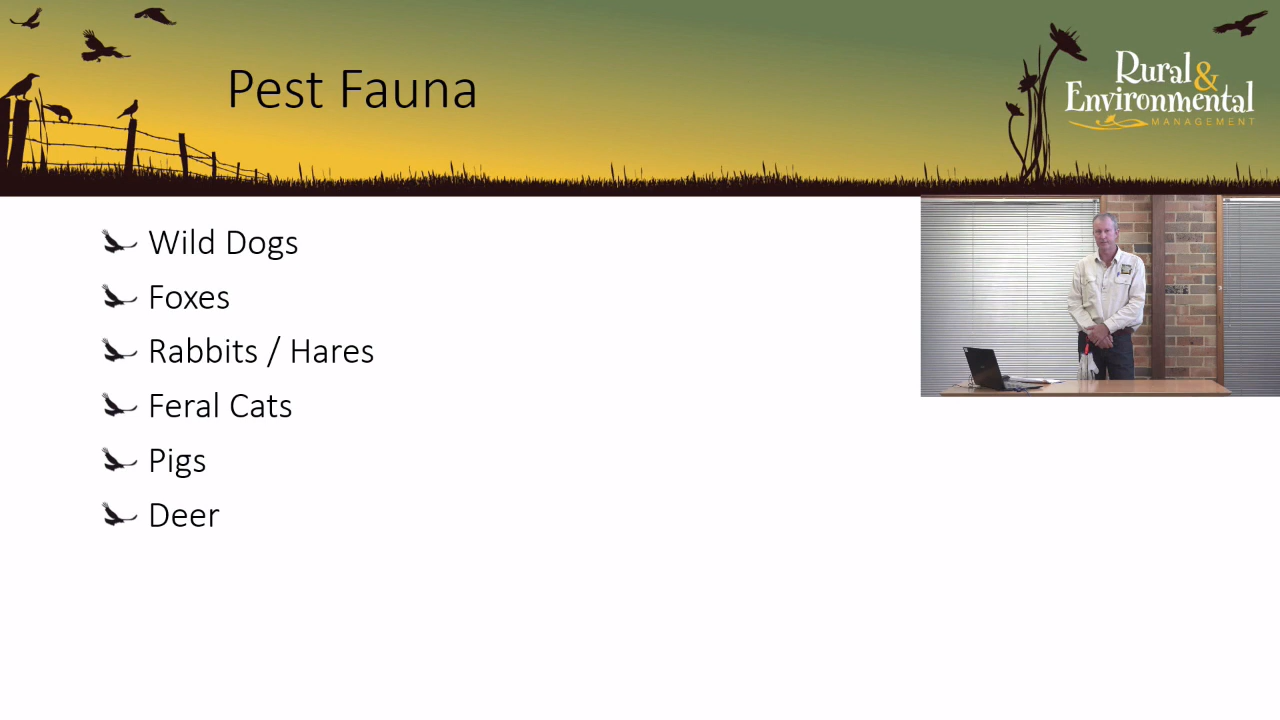 Pest Fauna
Rural &
Environmental
MANAGEMENT
Wild Dogs
Foxes
Rabbits / Hares
Feral Cats
Pigs
Deer